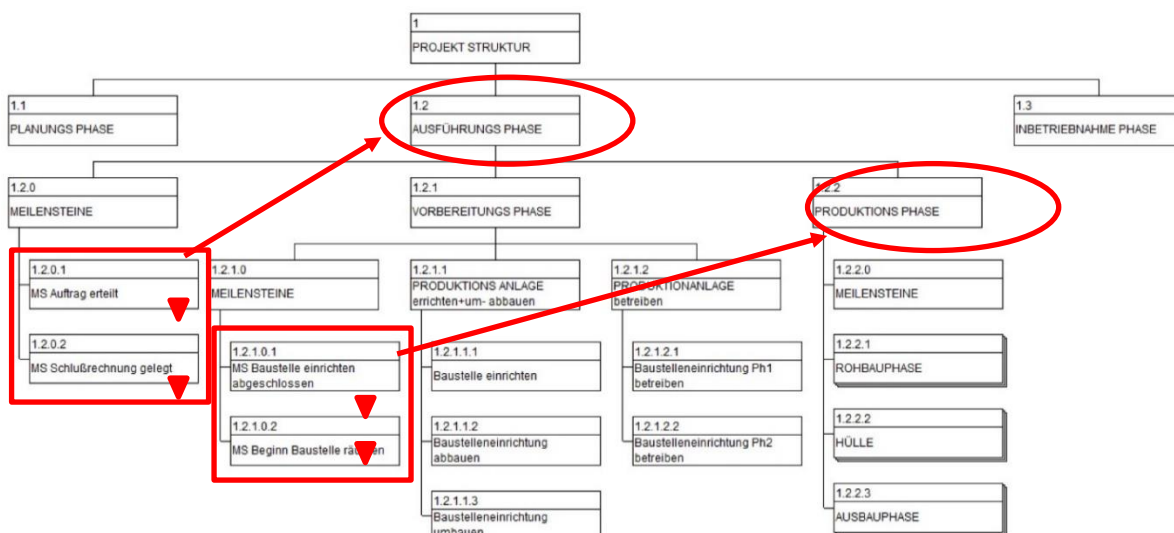 1
PROJEKT STRUKTUR
1.1
PLANUNGS PHASE
1.2
AUSFÜHRUNGS PHASE
1.3
INBETRIEBNAHME PHASE
1.2.0
MEILENSTEINE
1.2.1
VORBEREITUNGS PHASE
1.2.2
PRODUKTIONS PHASE
1.2.0.1
MS Auftrag erteilt
1.2.0.2
MS Schlußrechnung gelegt
1.2.1.0
MEILENSTEINE
1.2.1.0.1
MS Baustelle einrichten
abgeschlossen
1.2.1.0.2
MS Beginn Baustelle
1.2.1.1
PRODUKTIONS ANLAGE
errichten+um- abbauen
1.2.1.1.1
Baustelle einrichten
1.2.1.1.2
Baustelleneinrichtung
abbauen
1.2.1.1.3
Baustelleneinrichtung
umbauen
1.2.1.2
PRODUKTIONANLAGE
betreiben
1.2.1.2.1
Baustelleneinrichtung Ph1
betreiben
1.2.1.2.2
Baustelleneinrichtung Ph2
betreiben
1.2.2.0
MEILENSTEINE
1.2.2.1
ROHBAUPHASE
1.2.2.2
HÜLLE
1.2.2.3
AUSBAUPHASE